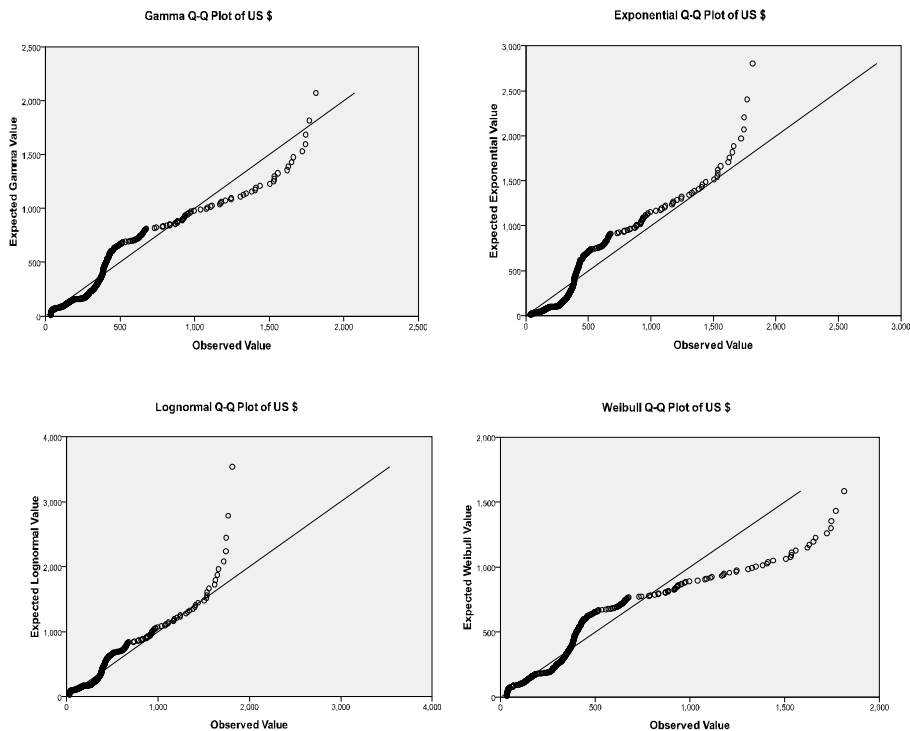 Gamma Q-Q Plot of US $
Expected Gamma Value
2,500
2,000
1,500
1,000
500
0
0 500 1,000 1,500 2,000 2,500
Observed Value
Exponential Q-Q Plot of US $
Expected Exponential Value
3,000
2,500
2,000
1,500
1,000
500
0
0 500 1,000 1,500 2,000 2,500 3,000
Observed Value
Lognormal Q-Q Plot of US $
Expected Lognormal Value
4,000
3,000
2,000
1,000
0
0 1,000 2,000 3,000 4,000
Observed Value
Weibull Q-Q Plot of US $
Expected Weibull Value
2,000
1,500
1,000
500
0
0 500 1,000 1,500 2,000
Observed Value